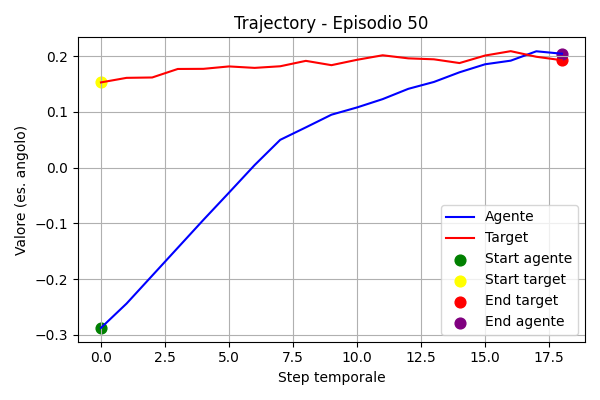 Trajectory - Episodio 50
Valore (es. angolo)
0.2
0.1
0.0
−0.1
−0.2
−0.3
Agente
Target
Start agente
Start target
End target
End agente
0.0 2.5 5.0 7.5 10.0 12.5 15.0 17.5
Step temporale